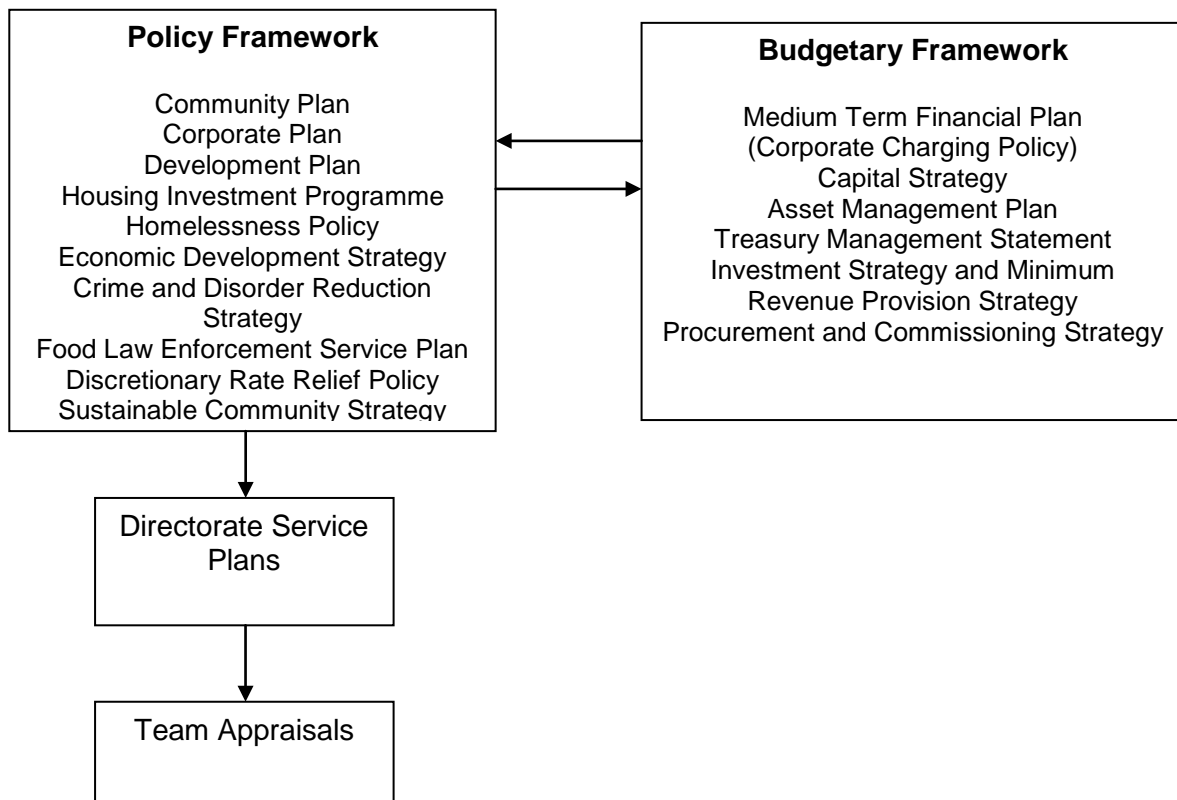 Policy Framework
Community Plan
Corporate Plan
Development Plan
Housing Investment Programme
Homelessness Policy
Economic Development Strategy
Crime and Disorder Reduction
Strategy
Food Law Enforcement Service Plan
Discretionary Rate Relief Policy
Sustainable Community Strategy
Budgetary Framework
Medium Term Financial Plan
(Corporate Charging Policy)
Capital Strategy
Asset Management Plan
Treasury Management Statement
Investment Strategy and Minimum
Revenue Provision Strategy
Procurement and Commissioning Strategy
Directorate Service
Plans
Team Appraisals